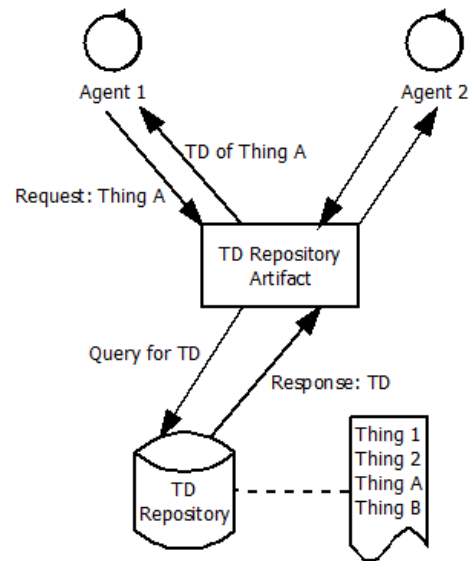 Agent 1
Agent 2
TD of Thing A
Request: Thing A
TD Repository
Artifact
Query for TD
Response: TD
TD
Repository
Thing 1
Thing 2
Thing A
Thing B